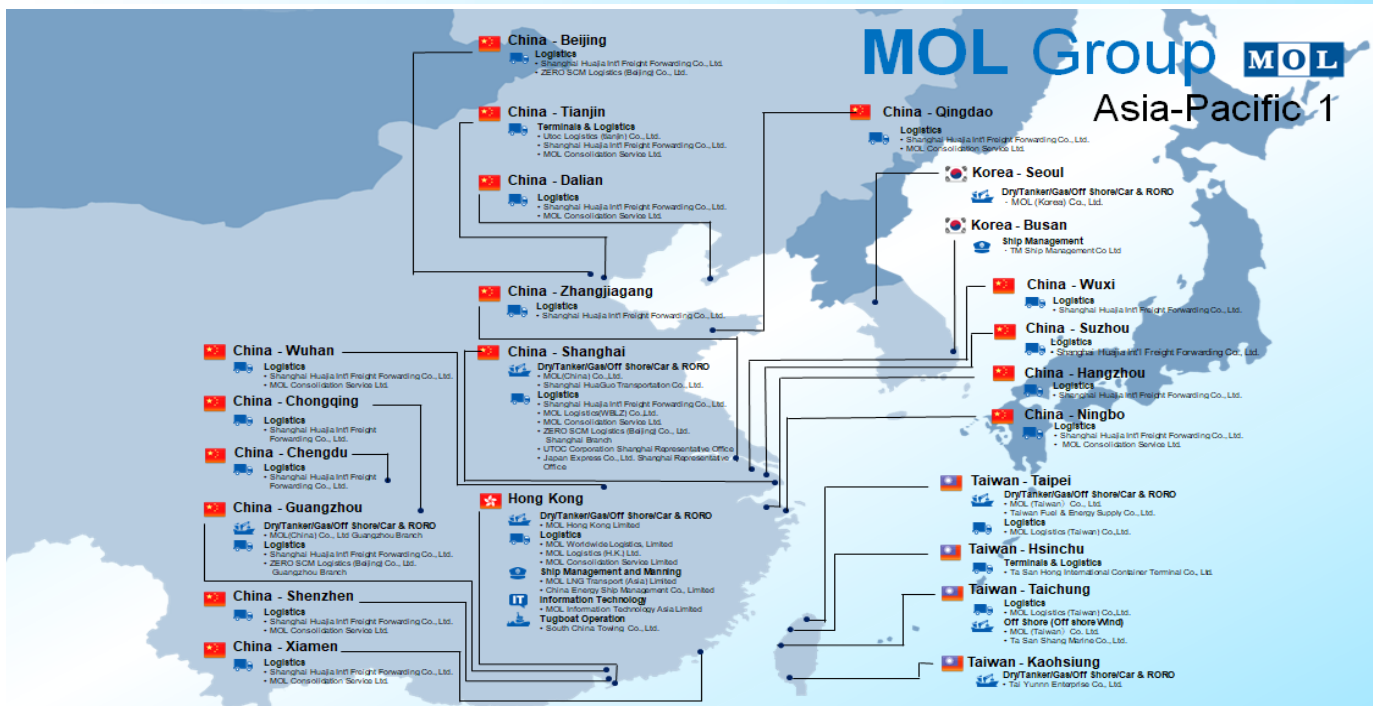 MOL Group
MOL
Asia-Pacific 1
China - Beijing
Logistics
• Shanghai Huajia Int'l Freight Forwarding Co., Ltd.
• ZERO SCM Logistics (Beijing) Co., Ltd.
China - Tianjin
Terminals & Logistics
• Utoc Logistics (tianjin) Co., Ltd.
• Shanghai Huajia Int'l Freight Forwarding Co., Ltd.
• MOL Consolidation Service Ltd.
China - Dalian
Logistics
• Shanghai Huajia Int'l Freight Forwarding Co., Ltd.
• MOL Consolidation Service Ltd.
China - Zhangjiagang
Logistics
• Shanghai Huajia Int'l Freight Forwarding Co., Ltd.
China - Shanghai
Dry/Tanker/Gas/Off Shore/Car & RORO
• MOL(China) Co., Ltd.
• Shanghai HuaGuo Transportation Co., Ltd.
Logistics
• Shanghai Huajia Int'l Freight Forwarding Co., Ltd.
• MOL Logistics(WBLZ) Co., Ltd.
• MOL Consolidation Service Ltd.
• ZERO SCM Logistics (Beijing) Co., Ltd.
Shanghai Branch
• UTOC Corporation Shanghai Representative Office
• Japan Express Co., Ltd. Shanghai Representative
Office
Hong Kong
Dry/Tanker/Gas/Off Shore/Car & RORO
• MOL Hong Kong Limited
Logistics
• MOL Worldwide Logistics, Limited
• MOL Logistics (H.K.) Ltd.
• MOL Consolidation Service Limited
Ship Management and Manning
• MOL LNG Transport (Asia) Limited
• China Energy Ship Management Co., Limited
IT
Information Technology
• MOL Information Technology Asia Limited
Tugboat Operation
• South China Towing Co., Ltd.
China - Wuhan
Logistics
• Shanghai Huajia Int'l Freight Forwarding Co., Ltd.
• MOL Consolidation Service Ltd.
China - Chongqing
Logistics
• Shanghai Huajia Int'l Freight
Forwarding Co., Ltd.
China - Chengdu
Logistics
• Shanghai Huajia Int'l Freight
Forwarding Co., Ltd.
China - Guangzhou
Dry/Tanker/Gas/Off Shore/Car & RORO
• MOL(China) Co., Ltd Guangzhou Branch
Logistics
• Shanghai Huajia Int'l Freight Forwarding Co., Ltd.
• ZERO SCM Logistics (Beijing) Co., Ltd.
Guangzhou Branch
China - Shenzhen
Logistics
• Shanghai Huajia Int'l Freight Forwarding Co., Ltd.
• MOL Consolidation Service Ltd.
China - Xiamen
Logistics
• Shanghai Huajia Int'l Freight Forwarding Co., Ltd.
• MOL Consolidation Service Ltd.
China - Qingdao
Logistics
• Shanghai Huajia Int'l Freight Forwarding Co., Ltd.
• MOL Consolidation Service Ltd.
Korea - Seoul
Dry/Tanker/Gas/Off Shore/Car & RORO
- MOL (Korea) Co., Ltd.
Korea - Busan
Ship Management
- TM Ship Management Co Ltd
China - Wuxi
Logistics
• Shanghai Huajia Int'l Freight Forwarding Co., Ltd.
China - Suzhou
Logistics
• Shanghai Huajia Int'l Freight Forwarding Co., Ltd.
China - Hangzhou
Logistics
• Shanghai Huajia Int'l Freight Forwarding Co., Ltd.
China - Ningbo
Logistics
• Shanghai Huajia Int'l Freight Forwarding Co., Ltd.
• MOL Consolidation Service Ltd.
Taiwan - Taipei
Dry/Tanker/Gas/Off Shore/Car & RORO
• MOL (Taiwan) Co., Ltd.
• Taiwan Fuel & Energy Supply Co., Ltd.
Logistics
• MOL Logistics (Taiwan) Co., Ltd.
Taiwan - Hsinchu
Terminals & Logistics
• Ta San Hong International Container Terminal Co., Ltd.
Taiwan - Taichung
Logistics
• MOL Logistics (Taiwan) Co., Ltd.
Off Shore (Off shore Wind)
• MOL (Taiwan) Co. Ltd.
• Ta San Shang Marine Co., Ltd.
Taiwan - Kaohsiung
Dry/Tanker/Gas/Off Shore/Car & RORO
• Tai Yunnn Enterprise Co., Ltd.